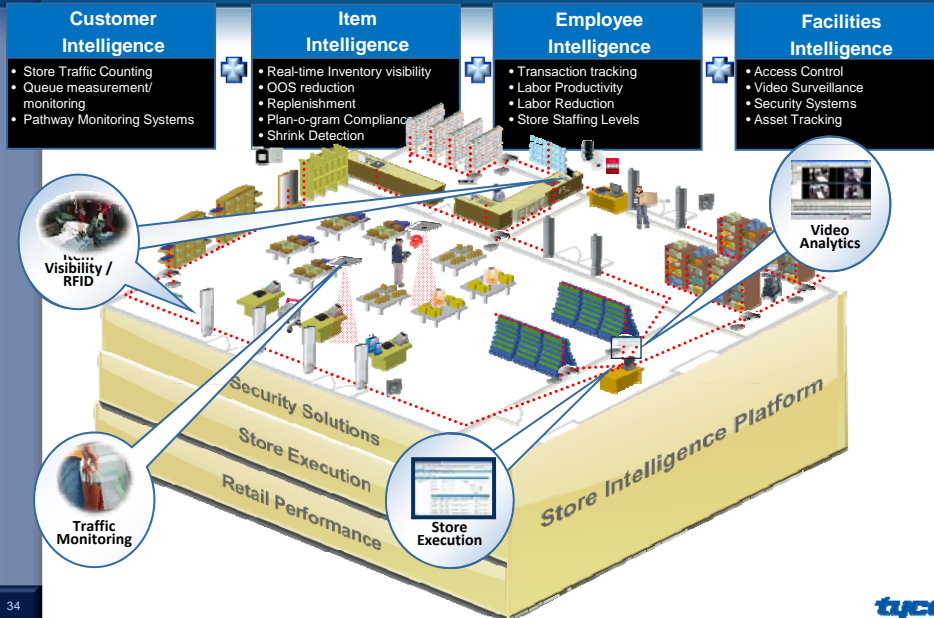 Customer
Intelligence
• Store Traffic Counting
• Queue measurement/
monitoring
• Pathway Monitoring Systems
Item
Intelligence
• Real-time Inventory visibility
• OOS reduction
• Replenishment
• Plan-o-gram Compliance
• Shrink Detection
Employee
Intelligence
• Transaction tracking
• Labor Productivity
• Labor Reduction
• Store Staffing Levels
Facilities
Intelligence
• Access Control
• Video Surveillance
• Security Systems
• Asset Tracking
Item
Visibility /
RFID
Video
Analytics
Security Solutions
Store Execution
Retail Performance
Store Intelligence Platform
Traffic
Monitoring
Store
Execution
34
tyco